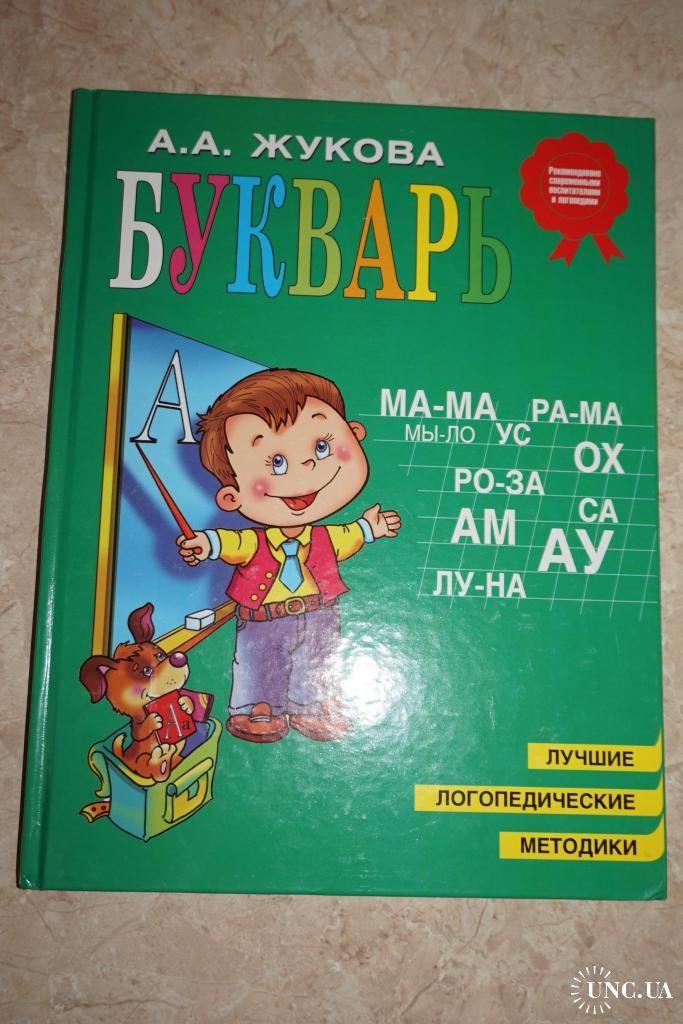 А.А. ЖУКОВА
БУКВАРЬ
Рекомендовано
современными
воспитателями
и логопедами
А
МА-МА РА-МА
МЫ-ЛО УС
ОХ
РО-ЗА
СА
АМ АУ
ЛУ-НА
Аа
ЛУЧШИЕ
ЛОГОПЕДИЧЕСКИЕ
МЕТОДИКИ
UNC.UA